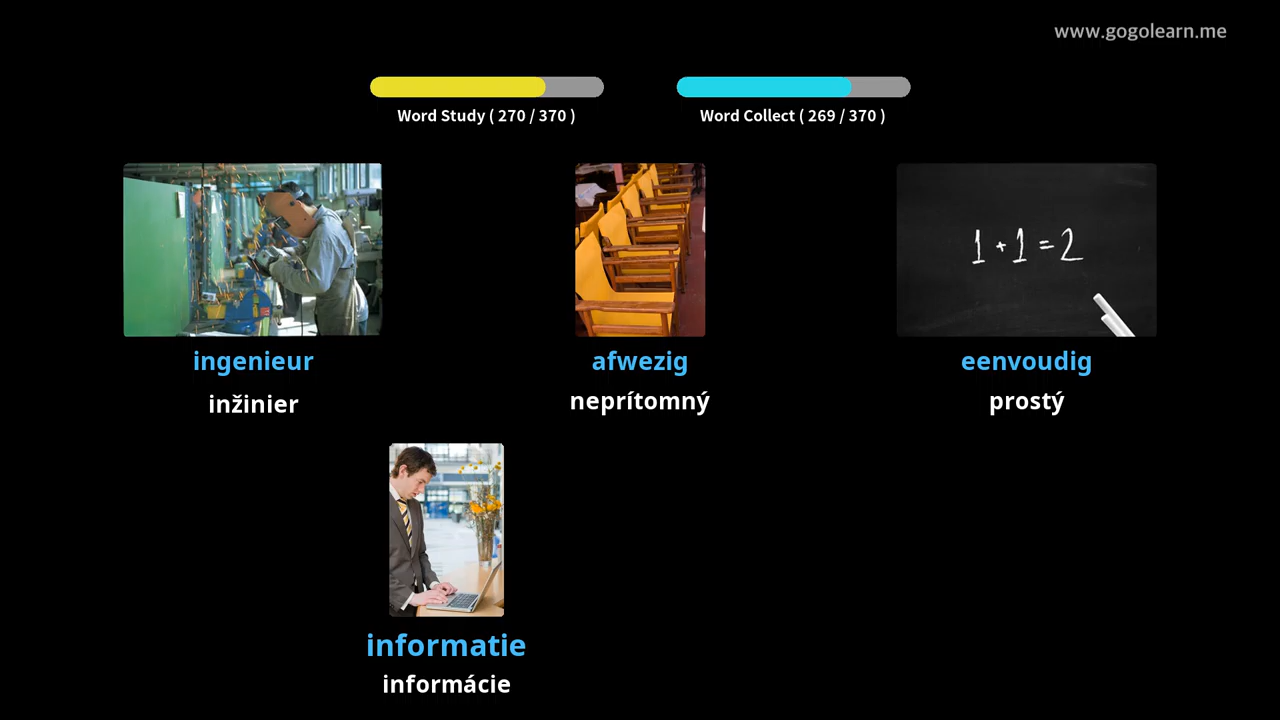 www.gogolearn.me
Word Study ( 270 / 370 )
Word Collect ( 269 / 370 )
1 + 1 = 2
ingenieur
afwezig
eenvoudig
inžinier
neprítomný
prostý
informatie
informácie